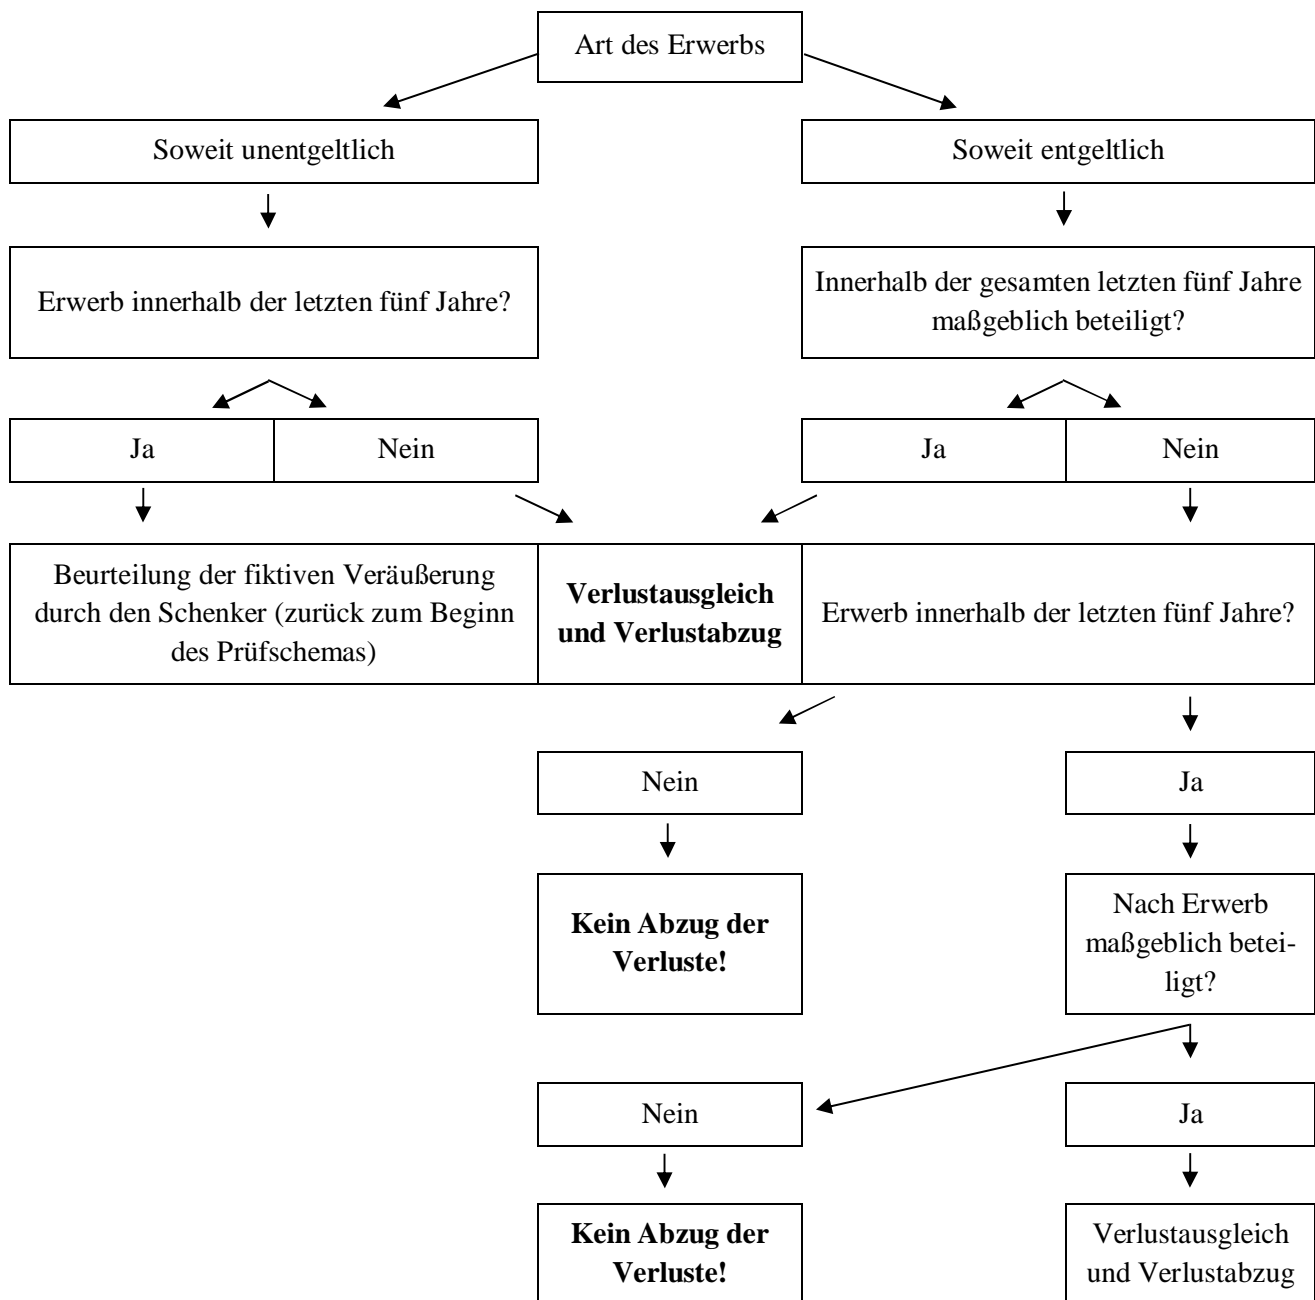 Art des Erwerbs
Soweit unentgeltlich
Soweit entgeltlich
Erwerb innerhalb der letzten fünf Jahre?
Innerhalb der gesamten letzten fünf Jahre
maßgeblich beteiligt?
Ja
Nein
Ja
Nein
Beurteilung der fiktiven Veräußerung
durch den Schenker (zurück zum Beginn
des Prüfschemas)
Verlustausgleich
und Verlustabzug
Erwerb innerhalb der letzten fünf Jahre?
Nein
Ja
Kein Abzug der
Verluste!
Nach Erwerb
maßgeblich betei-
ligt?
Nein
Ja
Kein Abzug der
Verluste!
Verlustausgleich
und Verlustabzug